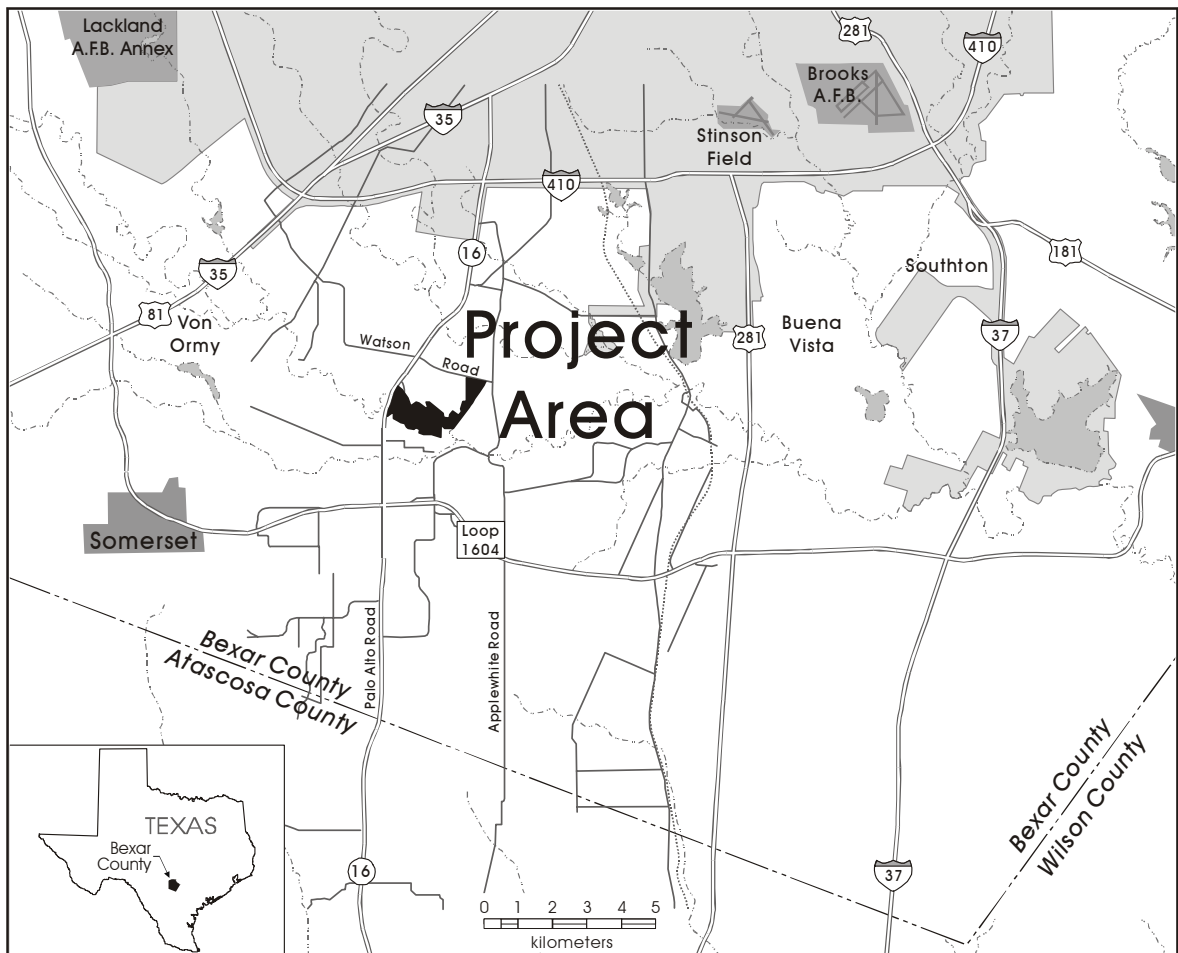 Lackland
A.F.B. Annex
281
410
Brooks
A.F.B.
35
Stinson
Field
410
16
35
181
Southton
81
Von
Ormy
Watson
Road
Project
Area
281
Buena
Vista
37
Somerset
Loop
1604
Bexar County
Atascosa County
Palo Alto Road
Applewhite Road
Bexar County
Wilson County
TEXAS
Bexar
County
16
37
0 1 2 3 4 5
kilometers